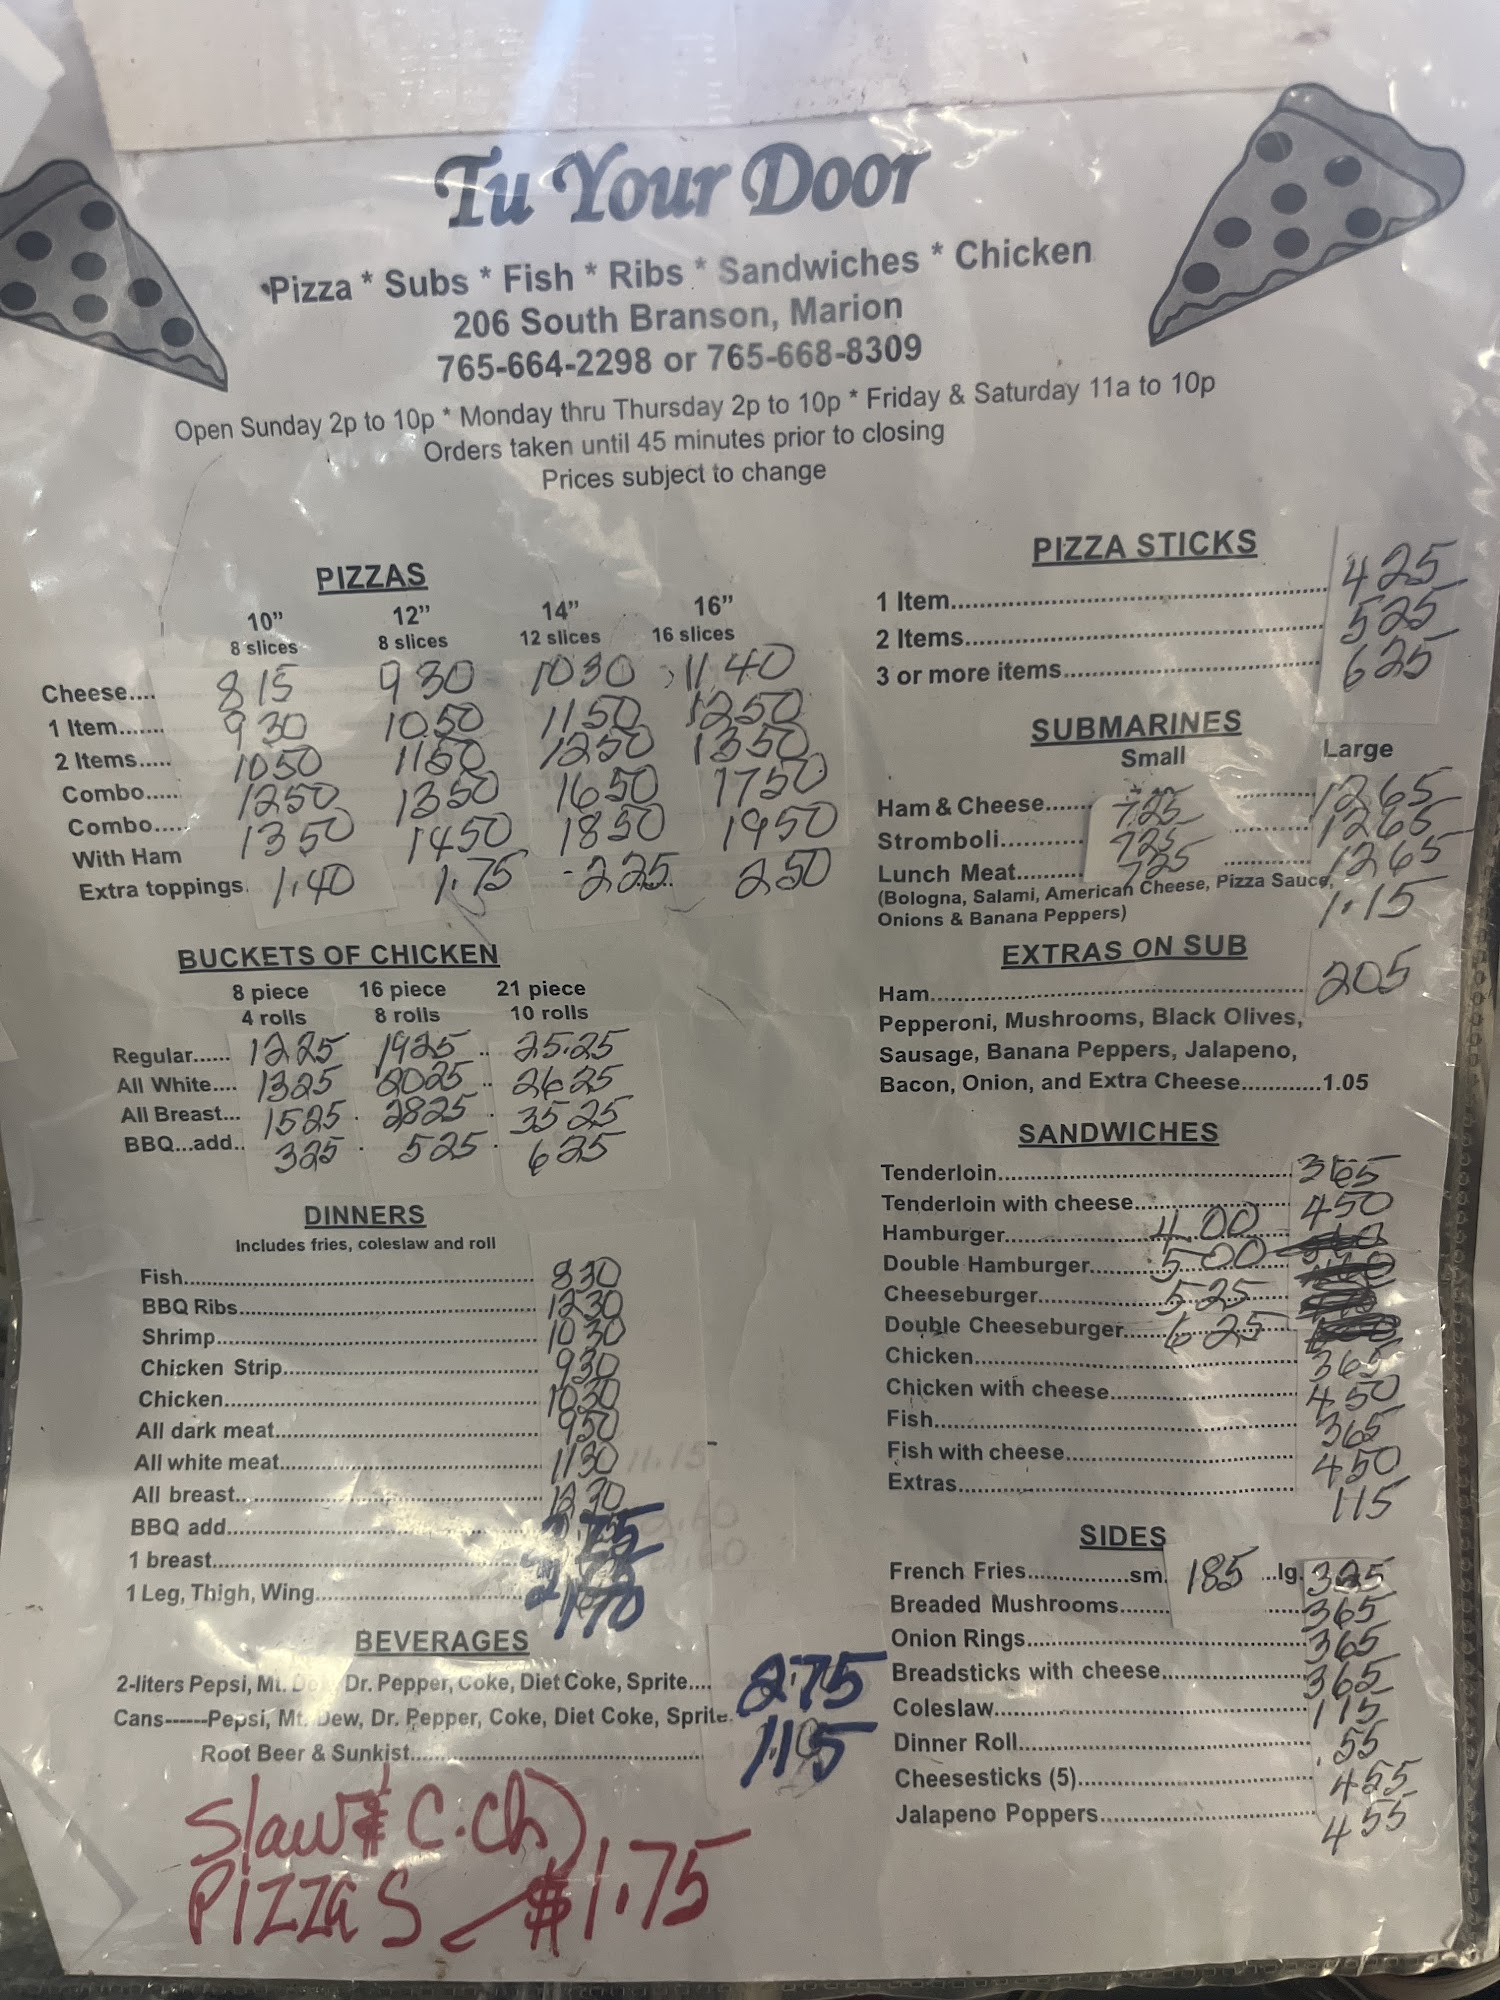 Tu Your Door
Pizza * Subs * Fish * Ribs * Sandwiches * Chicken
206 South Branson, Marion
765-664-2298 or 765-668-8309
Open Sunday 2p to 10p * Monday thru Thursday 2p to 10p * Friday & Saturday 11a to 10p
Orders taken until 45 minutes prior to closing
Prices subject to change
PIZZAS
10" 12" 14" 16"
8 slices 8 slices 12 slices 16 slices
Cheese.... 815 930 1030 1140
1 Item....... 930 1050 1150 1250
2 Items..... 1050 1150 1250 1350
Combo..... 1250 1350 1650 1750
Combo..... 1350 1450 1850 1950
With Ham
Extra toppings. 1.40 1.75 225 250
BUCKETS OF CHICKEN
8 piece 16 piece 21 piece
4 rolls 8 rolls 10 rolls
Regular...... 1225 1925 25.25
All White.... 1325 2025 2625
All Breast... 1525 2825 3525
BBQ...add.. 325 525 625
DINNERS
Includes fries, coleslaw and roll
Fish........ 830
BBQ Ribs........ 1230
Shrimp........ 1030
Chicken Strip........ 930
Chicken........ 1030
All dark meat........ 950
All white meat........ 1130 11.15
All breast........ 1230
BBQ add........ 275
1 breast........
1 Leg, Thigh, Wing........ 170
BEVERAGES
2-liters Pepsi, Mt. Dr. Pepper, Coke, Diet Coke, Sprite.... 2.75
Cans------Pepsi, Mt. Dew, Dr. Pepper, Coke, Diet Coke, Sprite.
Root Beer & Sunkist........ 1.15
Slaw & C.Ch)
PIZZAS $1.75
PIZZA STICKS
1 Item........ 425
2 Items........ 525
3 or more items........ 625
SUBMARINES
Small Large
Ham & Cheese...... 725 ........ 1265
Stromboli........... 725 ........ 1265
Lunch Meat.......... 725 ........ 1265
(Bologna, Salami, American Cheese, Pizza Sauce,
Onions & Banana Peppers) 1.15
EXTRAS ON SUB
Ham........ 205
Pepperoni, Mushrooms, Black Olives,
Sausage, Banana Peppers, Jalapeno,
Bacon, Onion, and Extra Cheese............1.05
SANDWICHES
Tenderloin........ 365
Tenderloin with cheese........ 450
Hamburger........ 4.00
Double Hamburger........ 500
Cheeseburger........ 525
Double Cheeseburger........ 625
Chicken........ 365
Chicken with cheese........ 450
Fish........ 365
Fish with cheese........ 450
Extras........ 115
SIDES
French Fries...............sm. 185 ...lg. 325
Breaded Mushrooms........ 365
Onion Rings........ 365
Breadsticks with cheese........ 365
Coleslaw........ 115
Dinner Roll........ .55
Cheesesticks (5)........ 455
Jalapeno Poppers........ 455